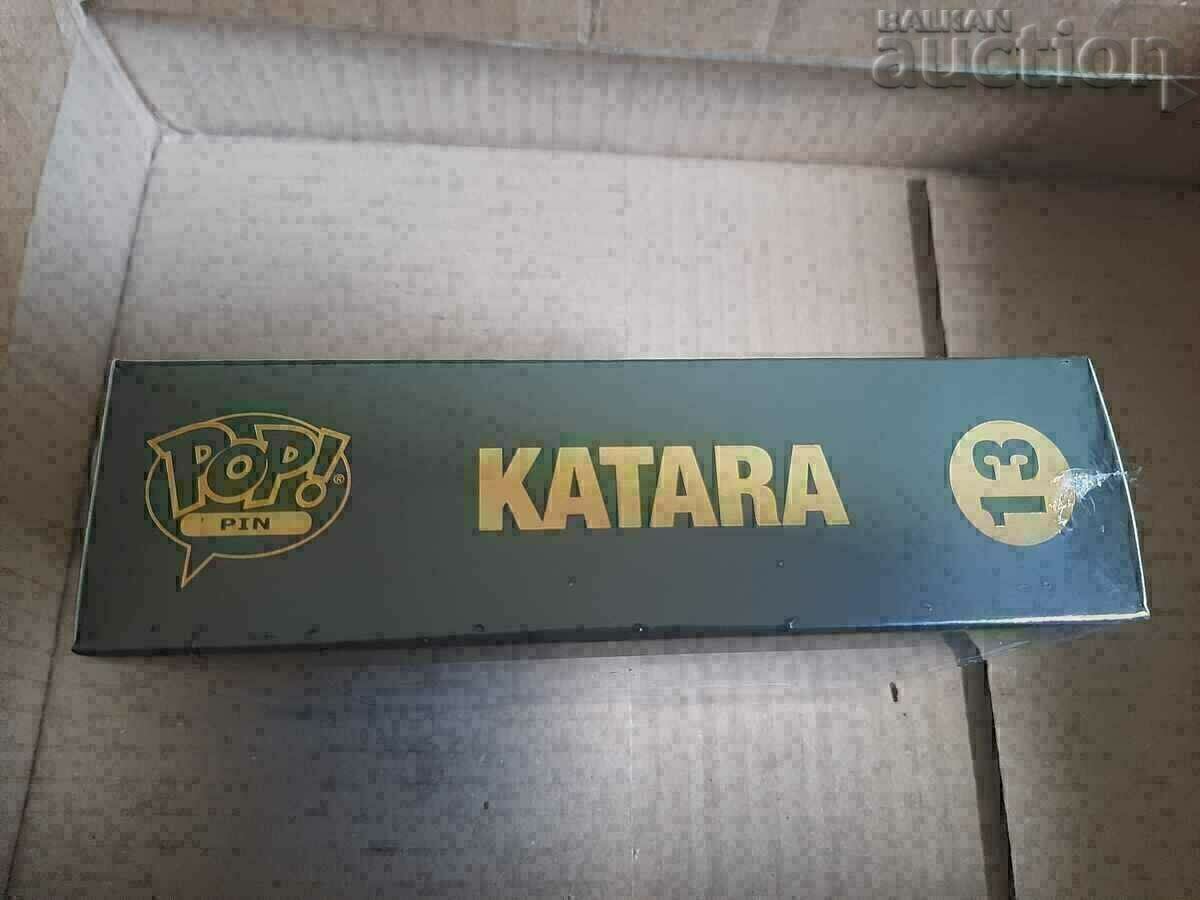 BALKAN
auction
POP!®
PIN
KATARA
13